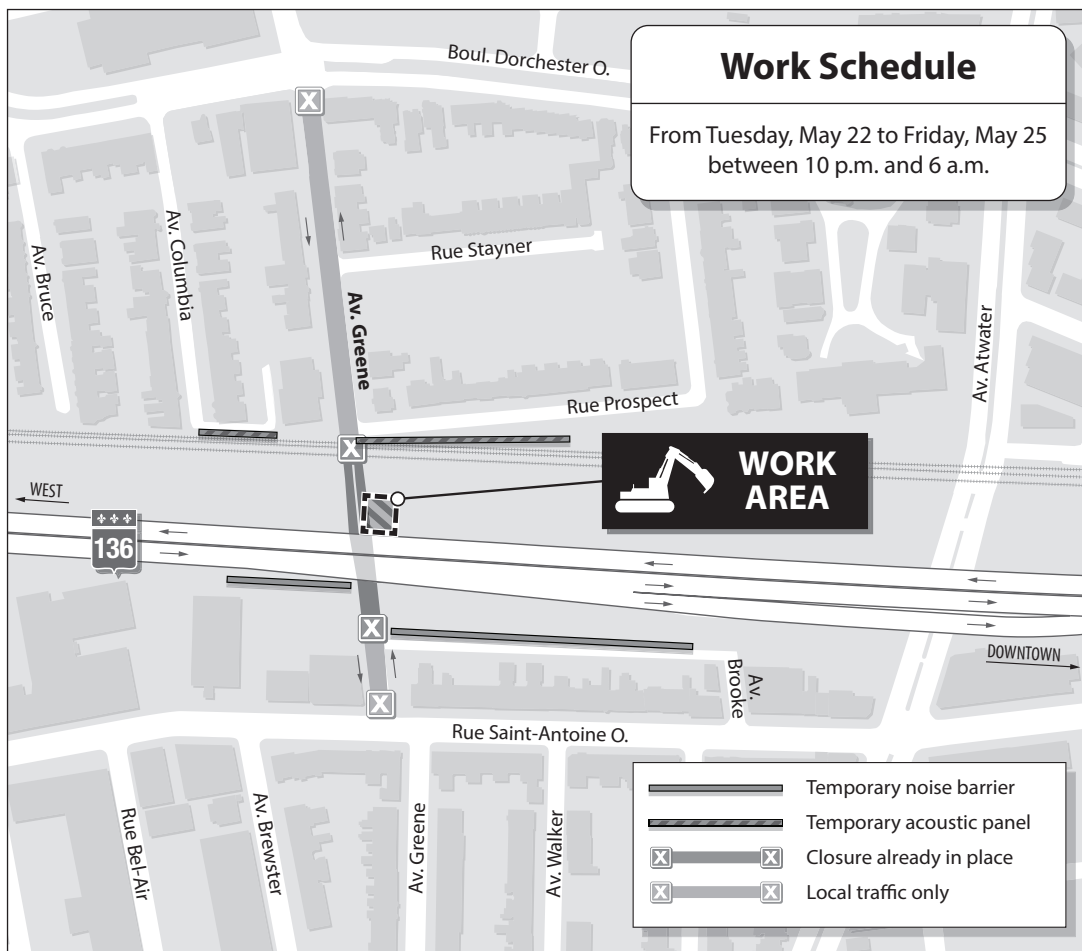 Boul. Dorchester O.
Work Schedule
From Tuesday, May 22 to Friday, May 25
between 10 p.m. and 6 a.m.
X
Av. Bruce
Av. Columbia
Rue Stayner
Av. Greene
Av. Atwater
Rue Prospect
X
WORK
AREA
WEST
136
X
DOWNTOWN
Av.
Brooke
X
Rue Saint-Antoine O.
Rue Bel-Air
Av. Brewster
Av. Greene
Av. Walker
Temporary noise barrier
Temporary acoustic panel
X X Closure already in place
X X Local traffic only